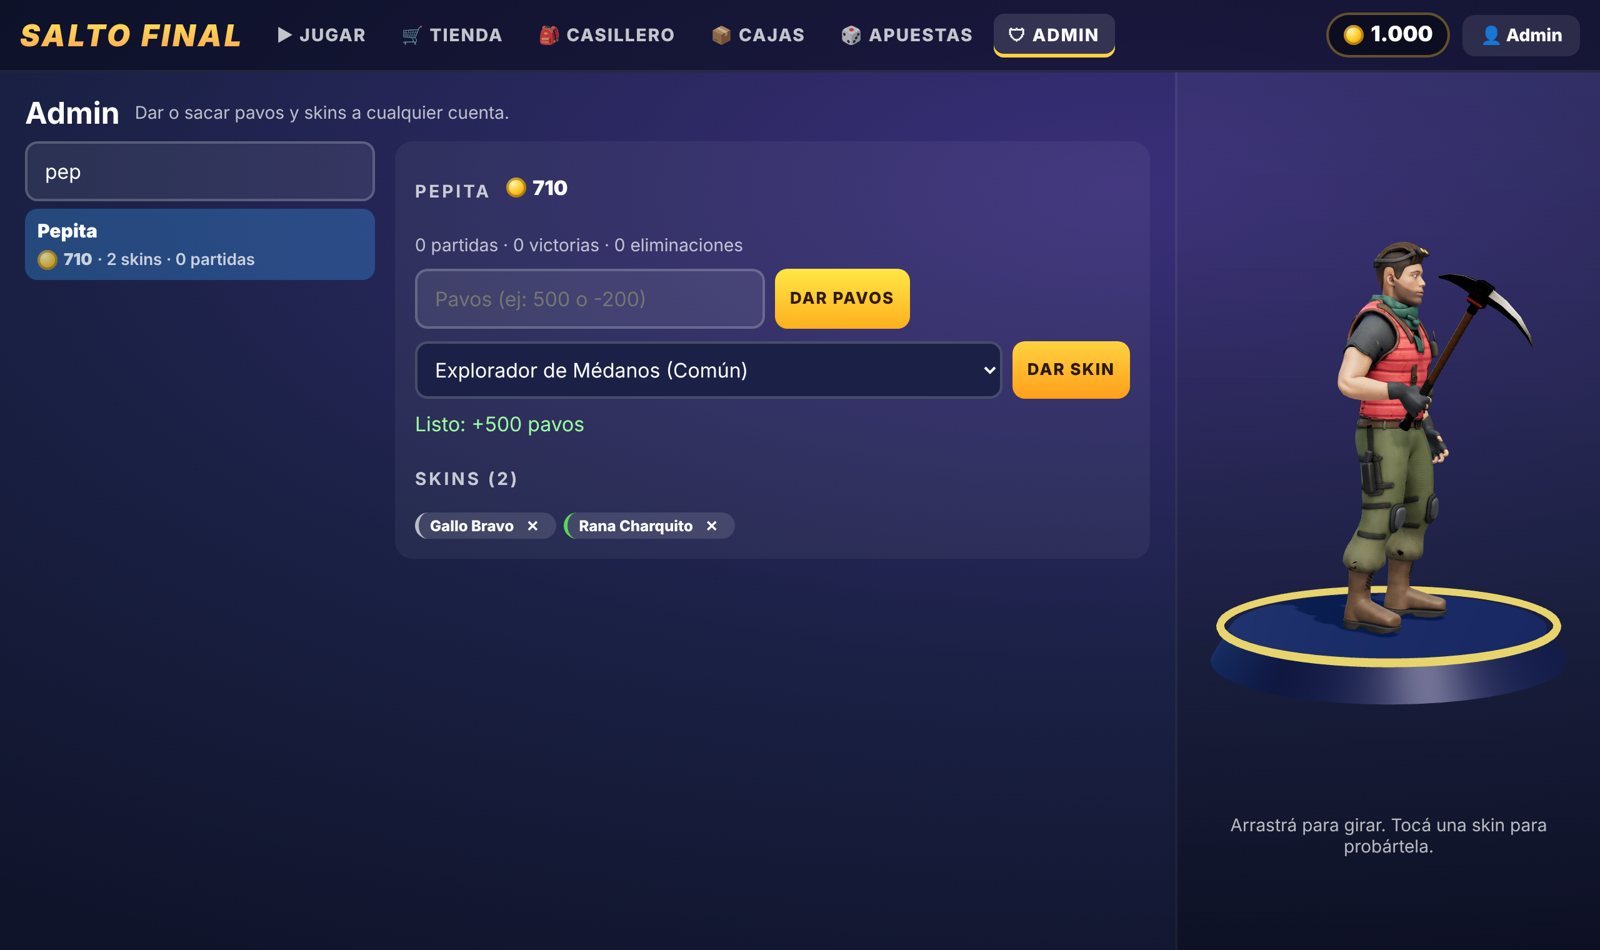 SALTO FINAL
JUGAR
TIENDA
CASILLERO
CAJAS
APUESTAS
ADMIN
1.000
Admin
Admin
Dar o sacar pavos y skins a cualquier cuenta.
pep
Pepita
710 · 2 skins · 0 partidas
PEPITA
710
0 partidas · 0 victorias · 0 eliminaciones
Pavos (ej: 500 o -200)
DAR PAVOS
Explorador de Médanos (Común)
DAR SKIN
Listo: +500 pavos
SKINS (2)
Gallo Bravo ✕
Rana Charquito ✕
Arrastrá para girar. Tocá una skin para
probártela.